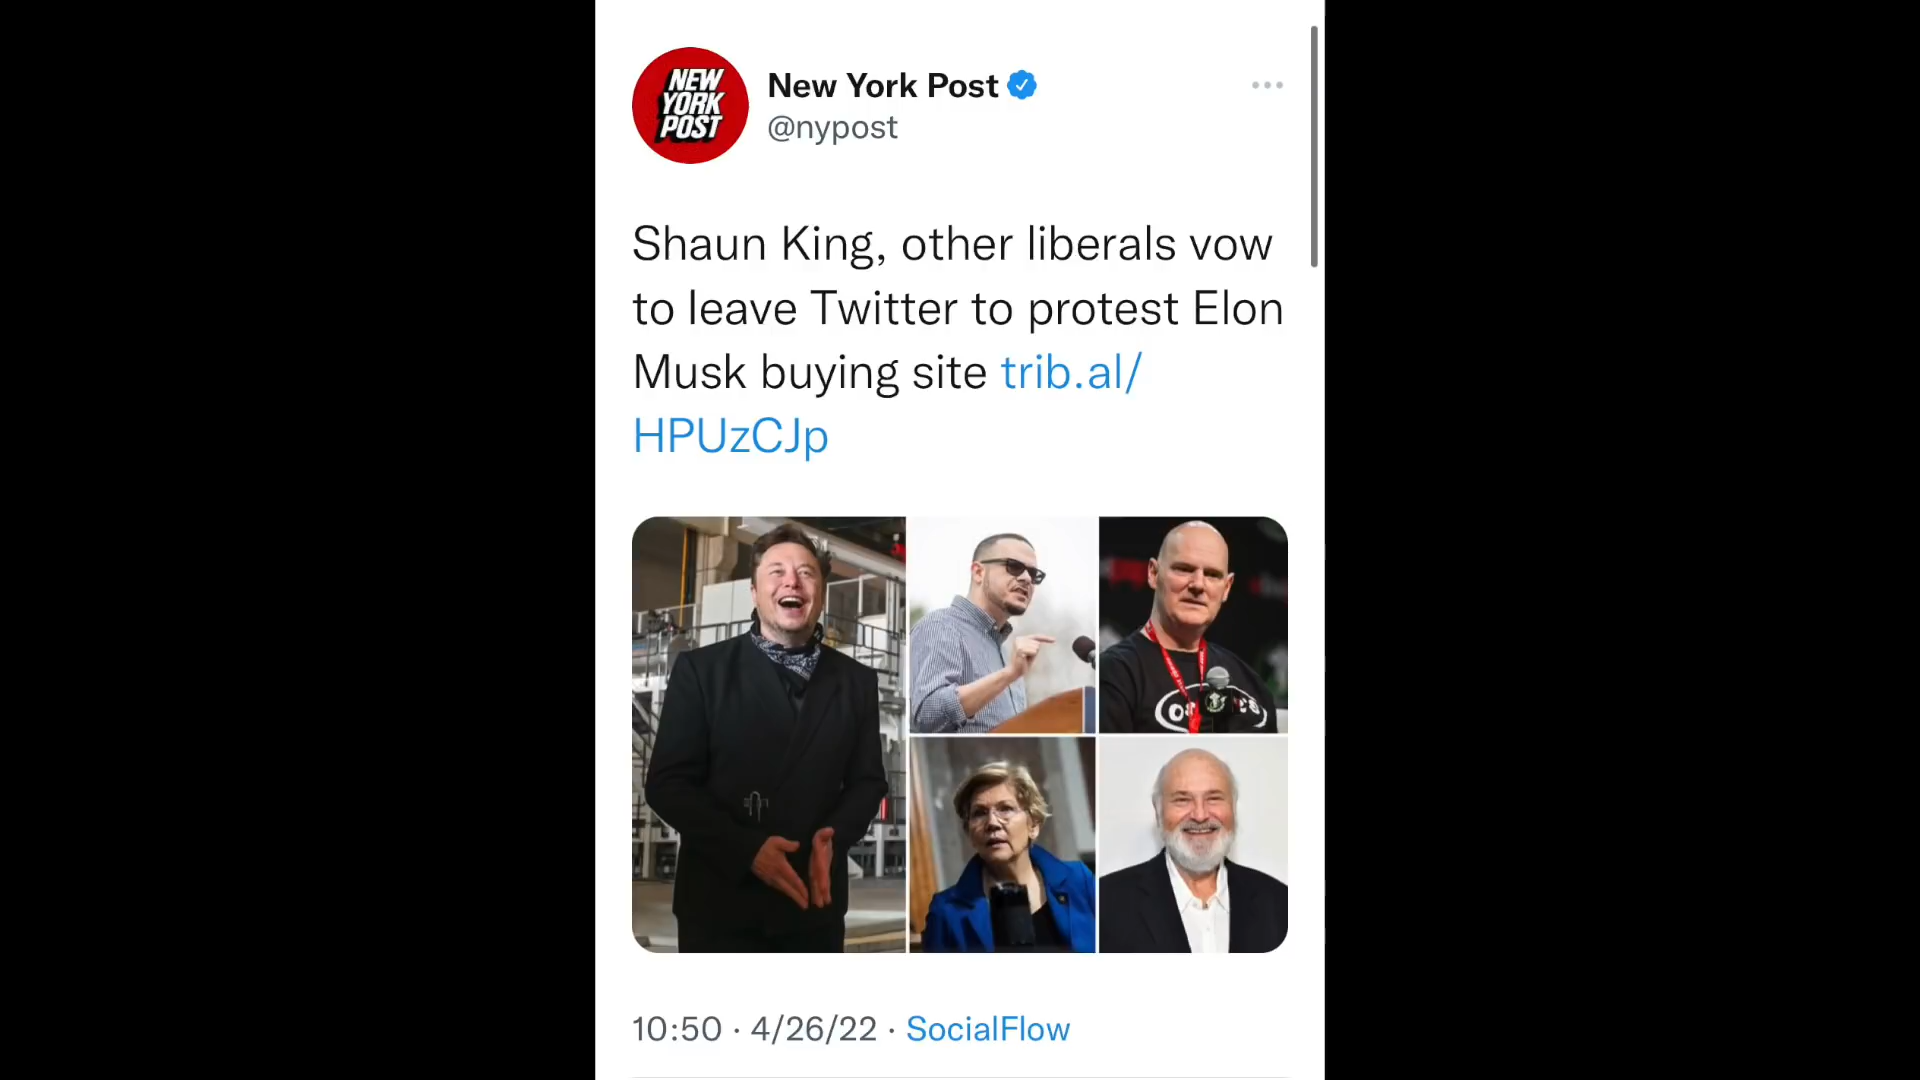 NEW
YORK
POST
New York Post
@nypost
Shaun King, other liberals vow
to leave Twitter to protest Elon
Musk buying site trib.al/
HPUzCJp
10:50 · 4/26/22 · SocialFlow